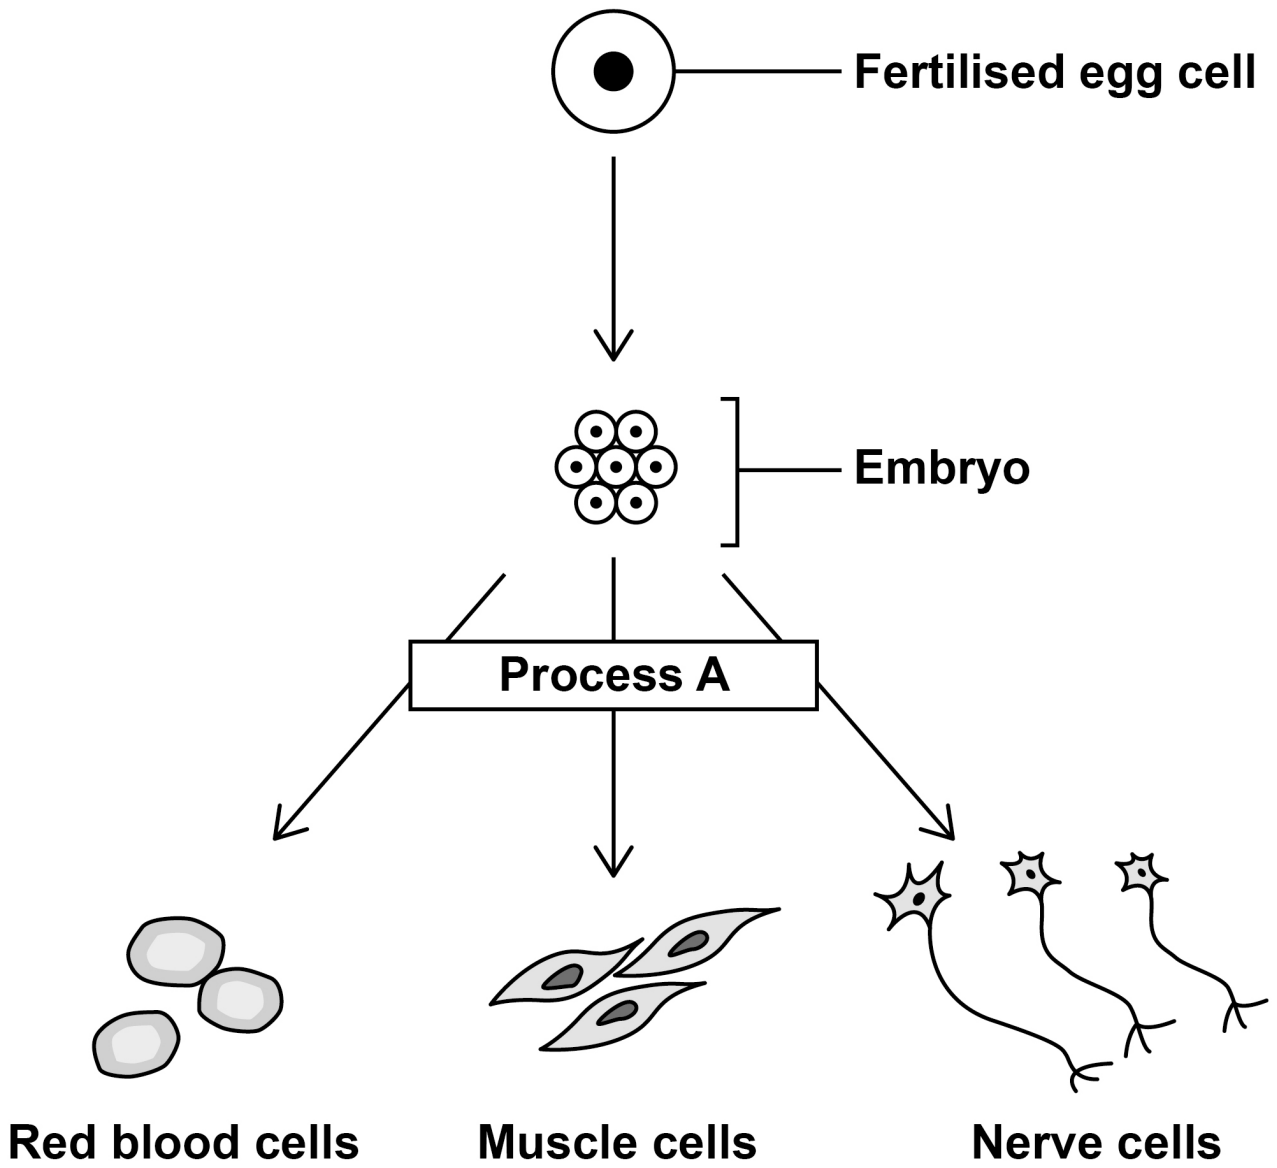 Fertilised egg cell
Embryo
Process A
Red blood cells
Muscle cells
Nerve cells